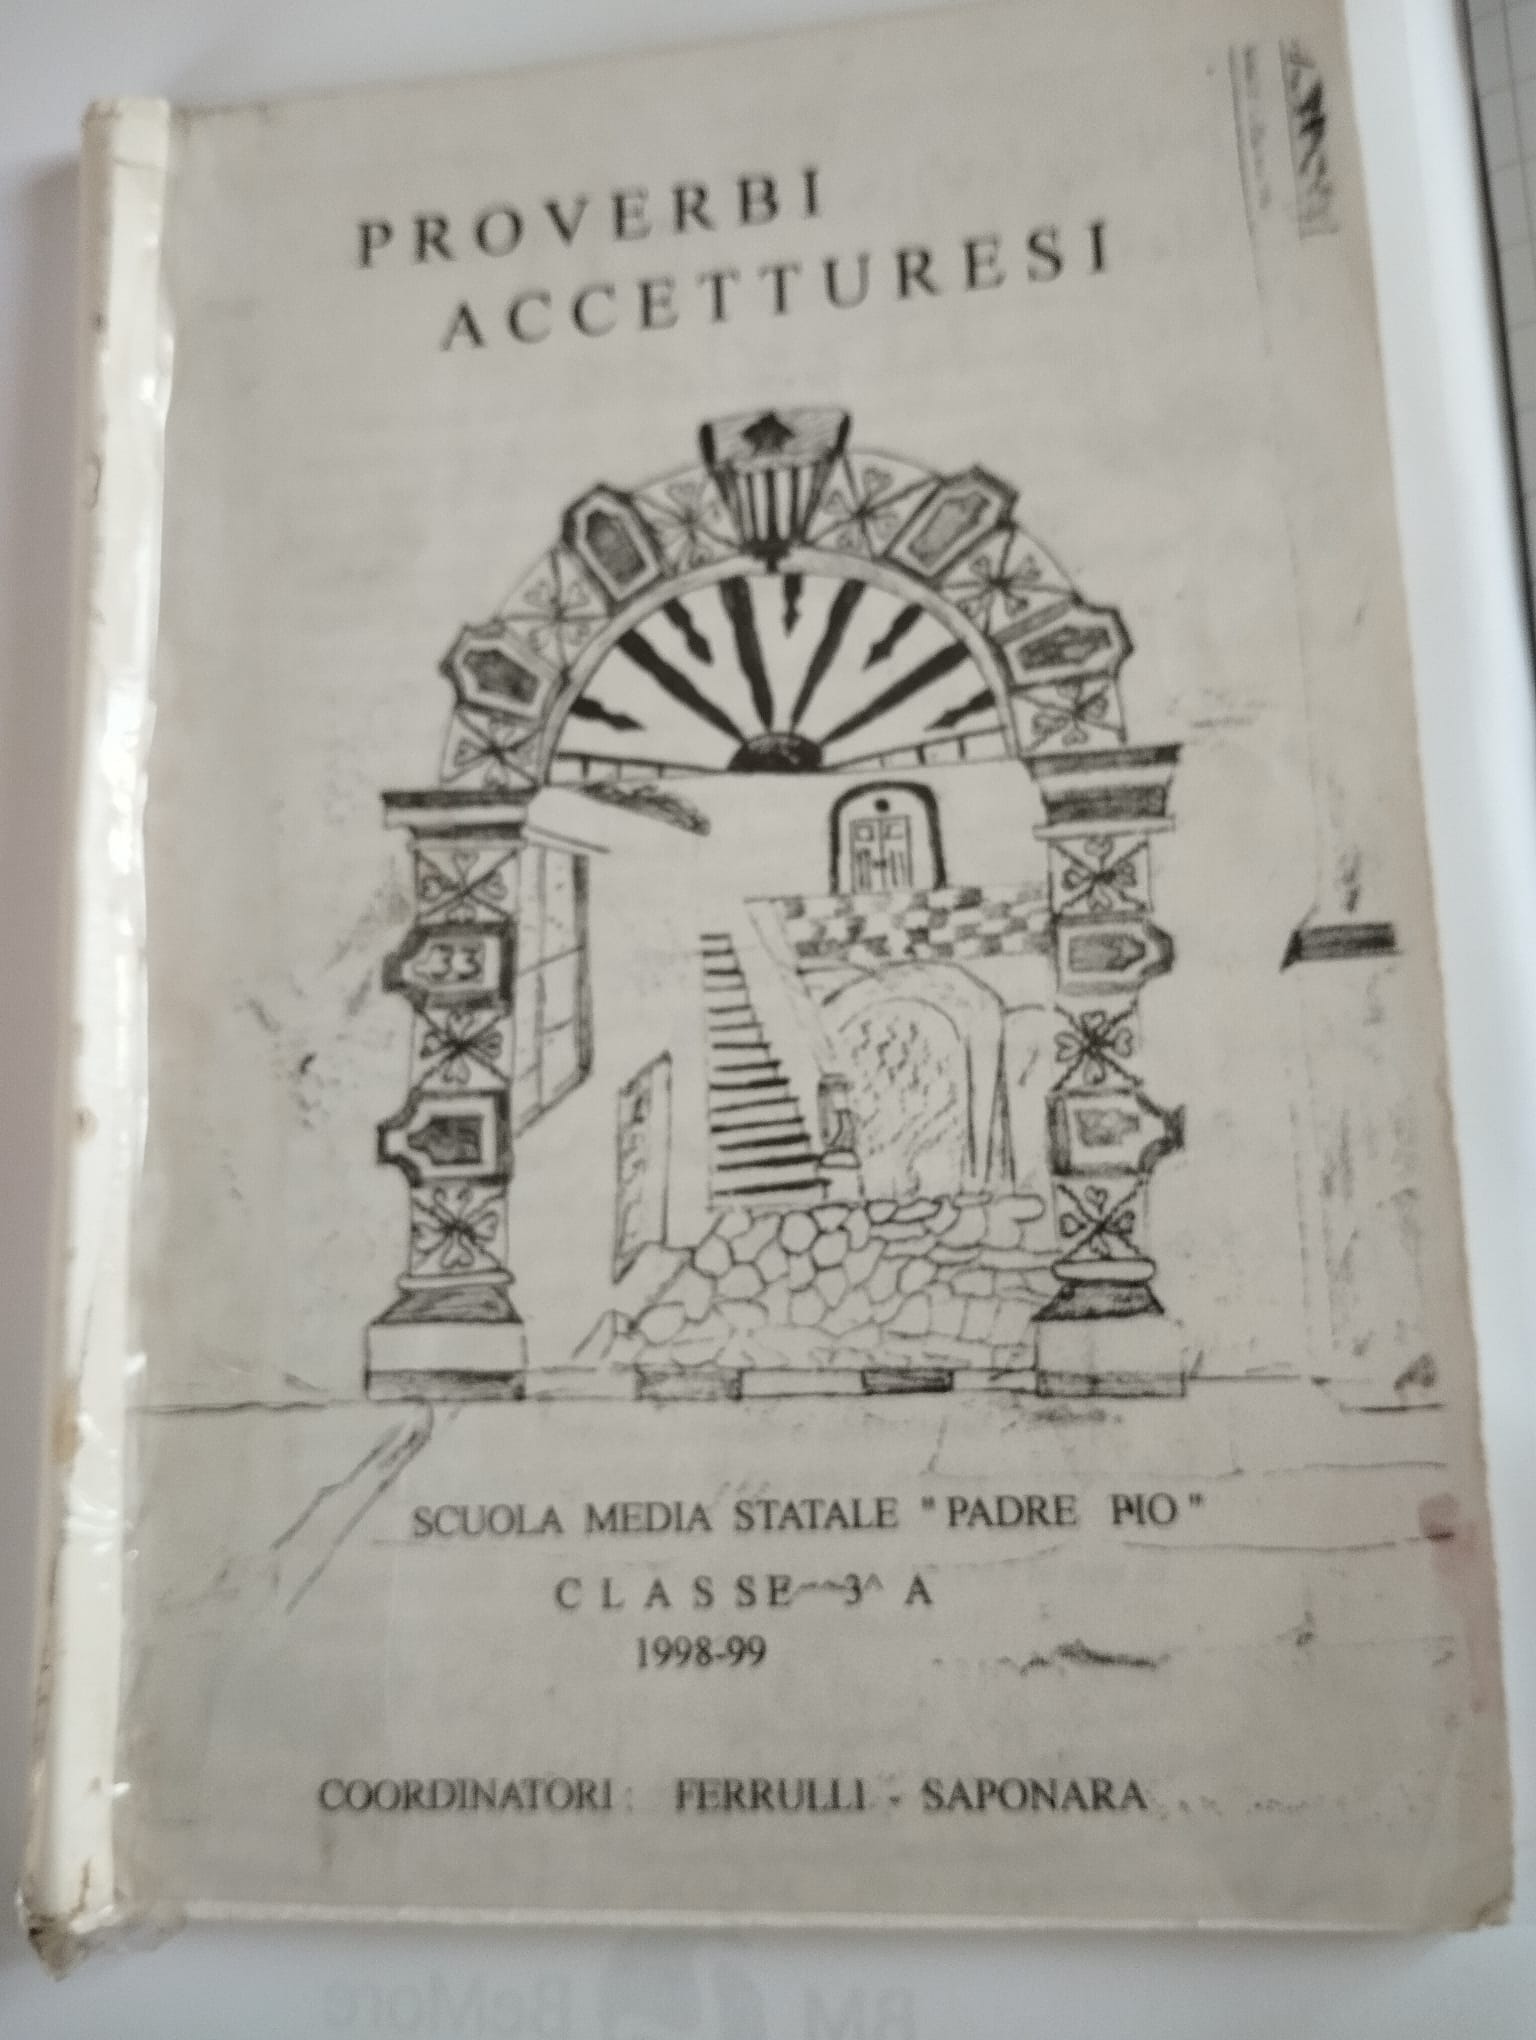 PROVERBI
ACCETTURESI
33
SCUOLA MEDIA STATALE "PADRE PIO"
CLASSE 3^ A
1998-99
COORDINATORI: FERRULLI - SAPONARA